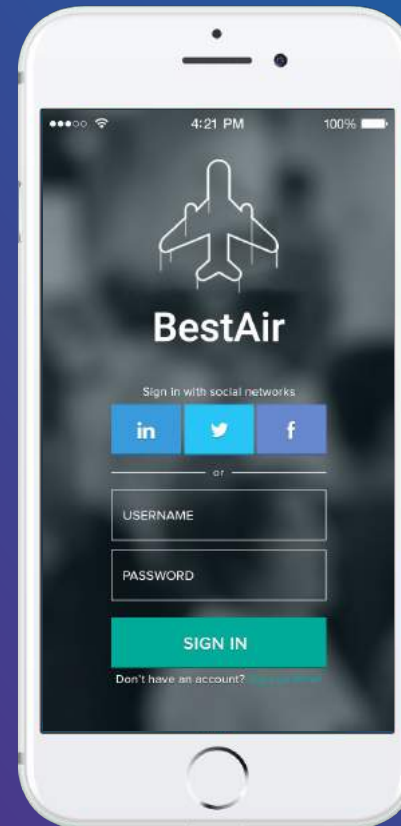 4:21 PM 100%
BestAir
Sign in with social networks
in f
or
USERNAME
PASSWORD
SIGN IN
Don't have an account?